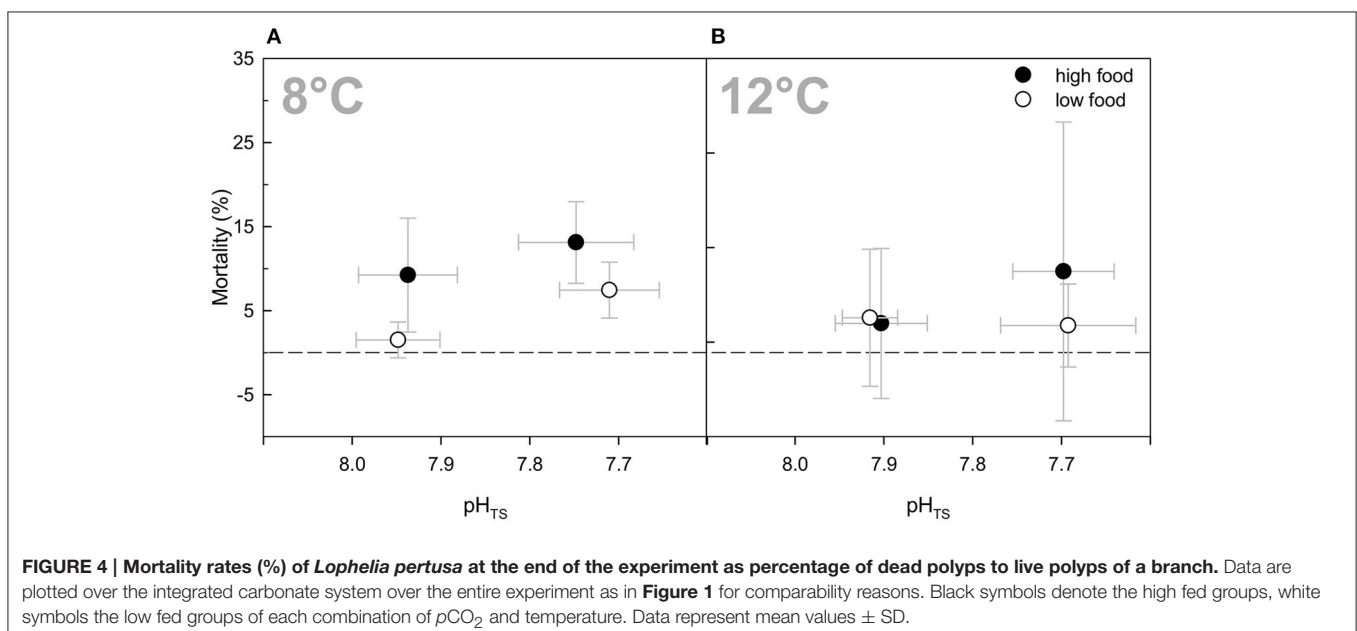 A
B
8°C
12°C
high food
low food
35
25
15
5
-5
Mortality (%)
8.0
7.9
7.8
7.7
8.0
7.9
7.8
7.7
pHTS
pHTS
FIGURE 4 | Mortality rates (%) of Lophelia pertusa at the end of the experiment as percentage of dead polyps to live polyps of a branch. Data are
plotted over the integrated carbonate system over the entire experiment as in Figure 1 for comparability reasons. Black symbols denote the high fed groups, white
symbols the low fed groups of each combination of pCO2 and temperature. Data represent mean values ± SD.